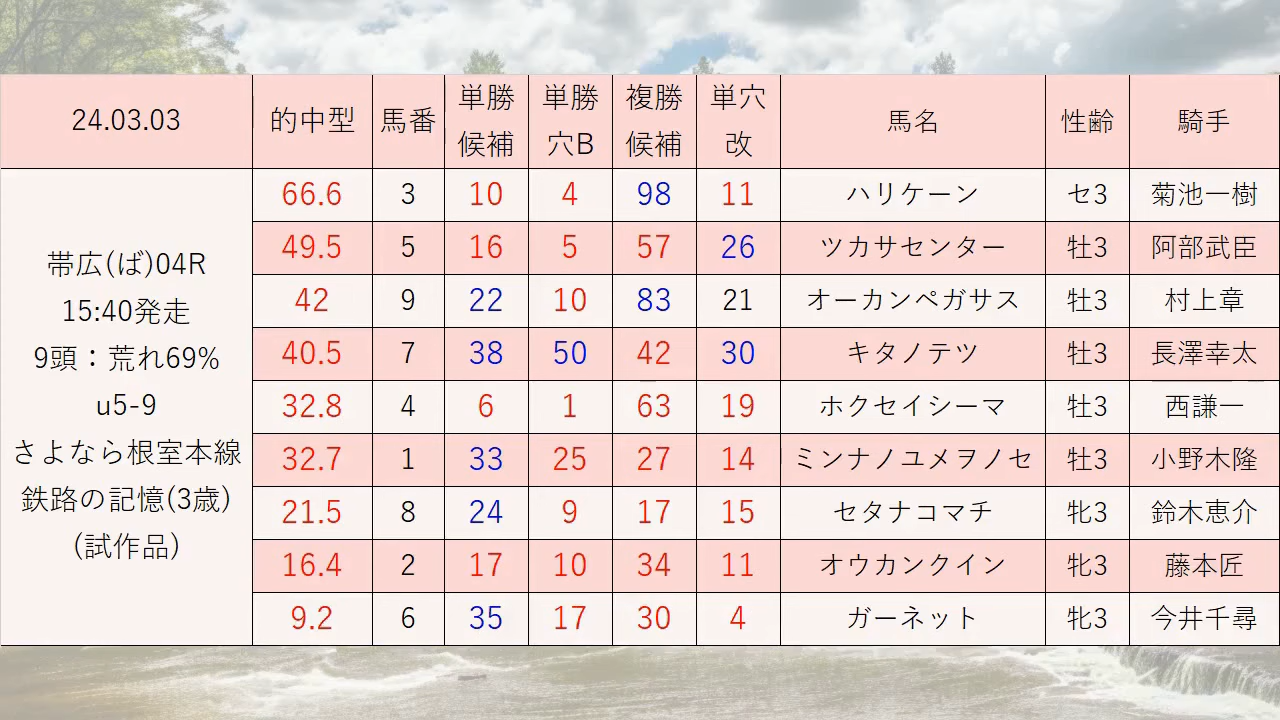 24.03.03 的中型 馬番 単勝候補 単勝穴B 複勝候補 単穴改 馬名 性齢 騎手
帯広(ば)04R
15:40発走
9頭：荒れ69%
u5-9
さよなら根室本線
鉄路の記憶(3歳)
(試作品)
66.6 3 10 4 98 11 ハリケーン セ3 菊池一樹
49.5 5 16 5 57 26 ツカサセンター 牡3 阿部武臣
42 9 22 10 83 21 オーカンペガサス 牡3 村上章
40.5 7 38 50 42 30 キタノテツ 牡3 長澤幸太
32.8 4 6 1 63 19 ホクセイシーマ 牡3 西謙一
32.7 1 33 25 27 14 ミンナノユメヲノセ 牡3 小野木隆
21.5 8 24 9 17 15 セタナコマチ 牝3 鈴木恵介
16.4 2 17 10 34 11 オウカンクイン 牝3 藤本匠
9.2 6 35 17 30 4 ガーネット 牝3 今井千尋